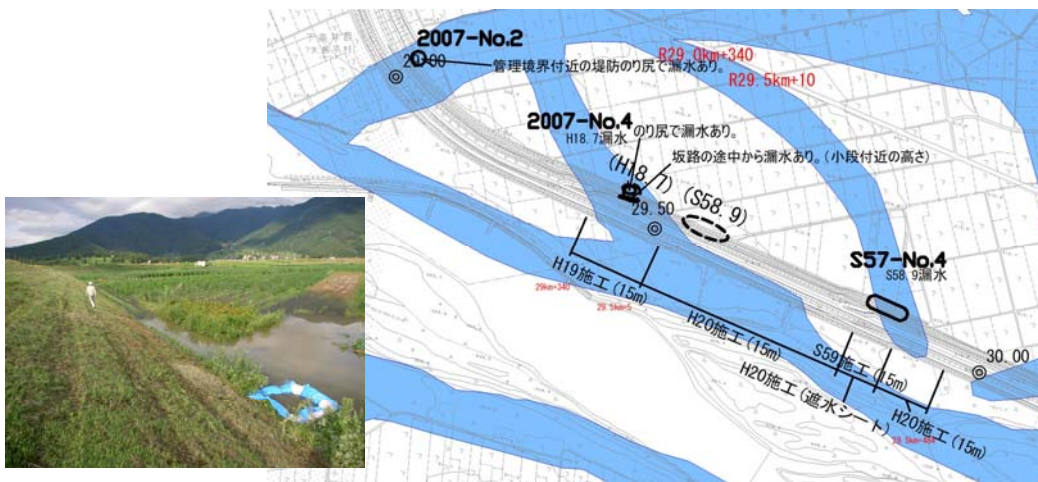 2007-No.2
管理境界付近の堤防のり尻で漏水あり。
R29.0km+340
R29.5km+10
2007-No.4
H18.7漏水
のり尻で漏水あり。
坂路の途中から漏水あり。(小段付近の高さ)
(H18.7)
(S58.9)
29.50
S57-No.4
S58.9漏水
H19施工(15m)
29km+340
29.5km+5
H20施工(15m)
S59施工(15m)
H20施工(遮水シート)
H20施工(15m)
30.00